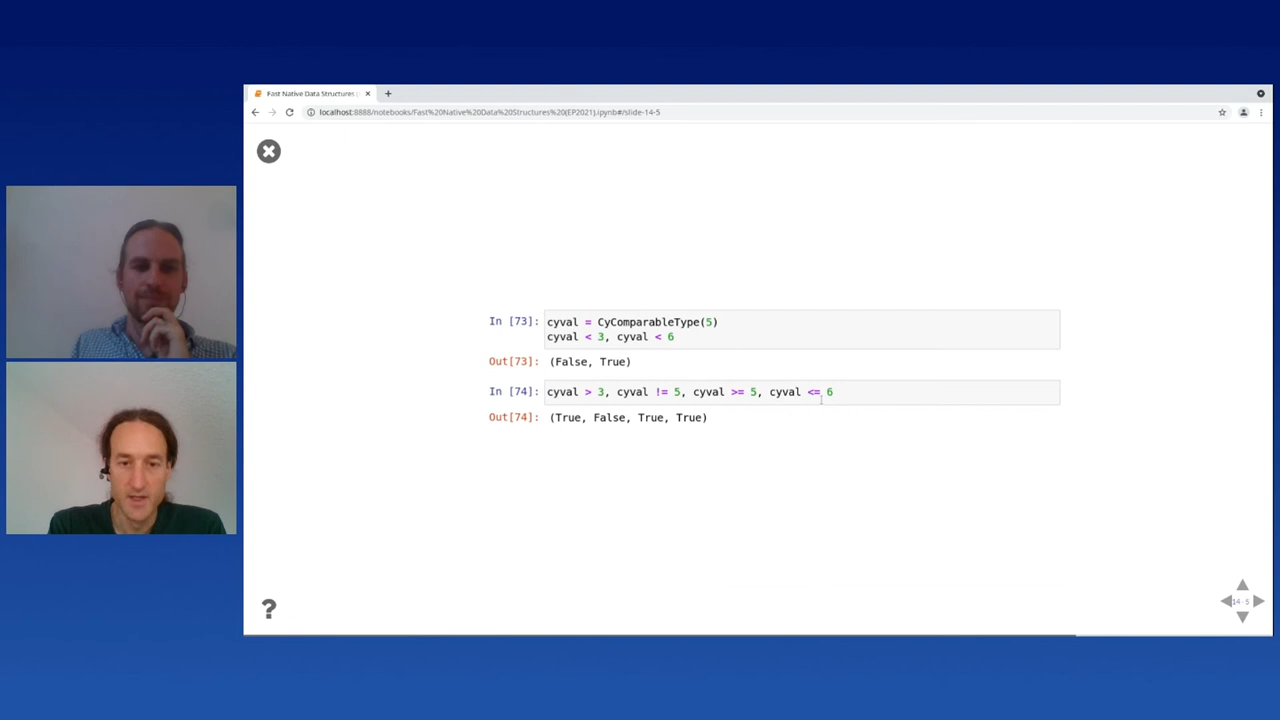 Fast Native Data Structures
localhost:8888/notebooks/Fast%20Native%20Data%20Structures%20(EP2021).ipynb#/slide-14-5
In [73]: cyval = CyComparableType(5)
cyval < 3, cyval < 6
Out[73]: (False, True)
In [74]: cyval > 3, cyval != 5, cyval >= 5, cyval <= 6
Out[74]: (True, False, True, True)
?
14-5